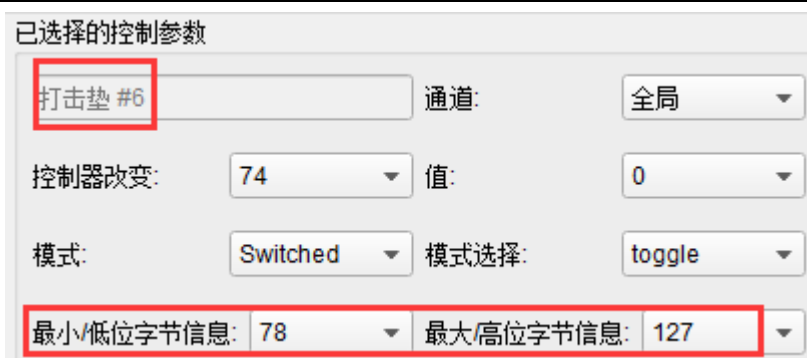 已选择的控制参数
打击垫 #6 通道: 全局
控制器改变: 74 值: 0
模式: Switched 模式选择: toggle
最小/低位字节信息: 78 最大/高位字节信息: 127